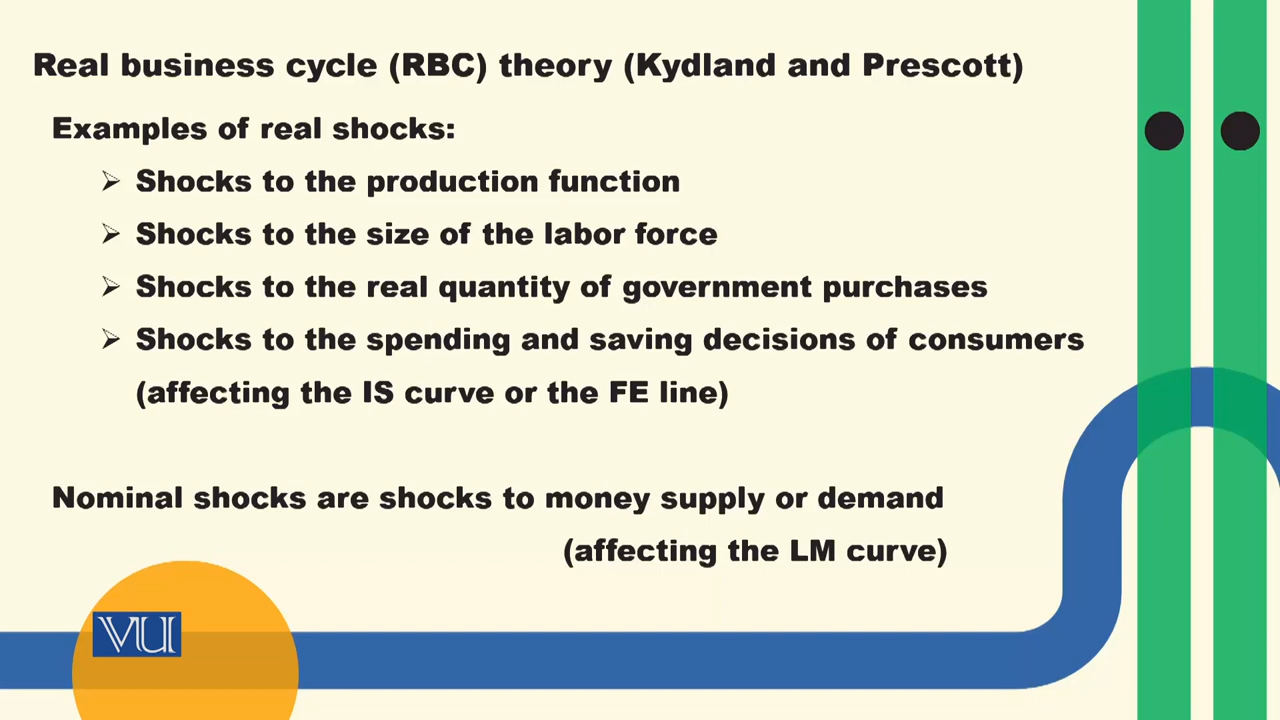 Real business cycle (RBC) theory (Kydland and Prescott)
Examples of real shocks:
➢ Shocks to the production function
➢ Shocks to the size of the labor force
➢ Shocks to the real quantity of government purchases
➢ Shocks to the spending and saving decisions of consumers
(affecting the IS curve or the FE line)
Nominal shocks are shocks to money supply or demand
(affecting the LM curve)
VU